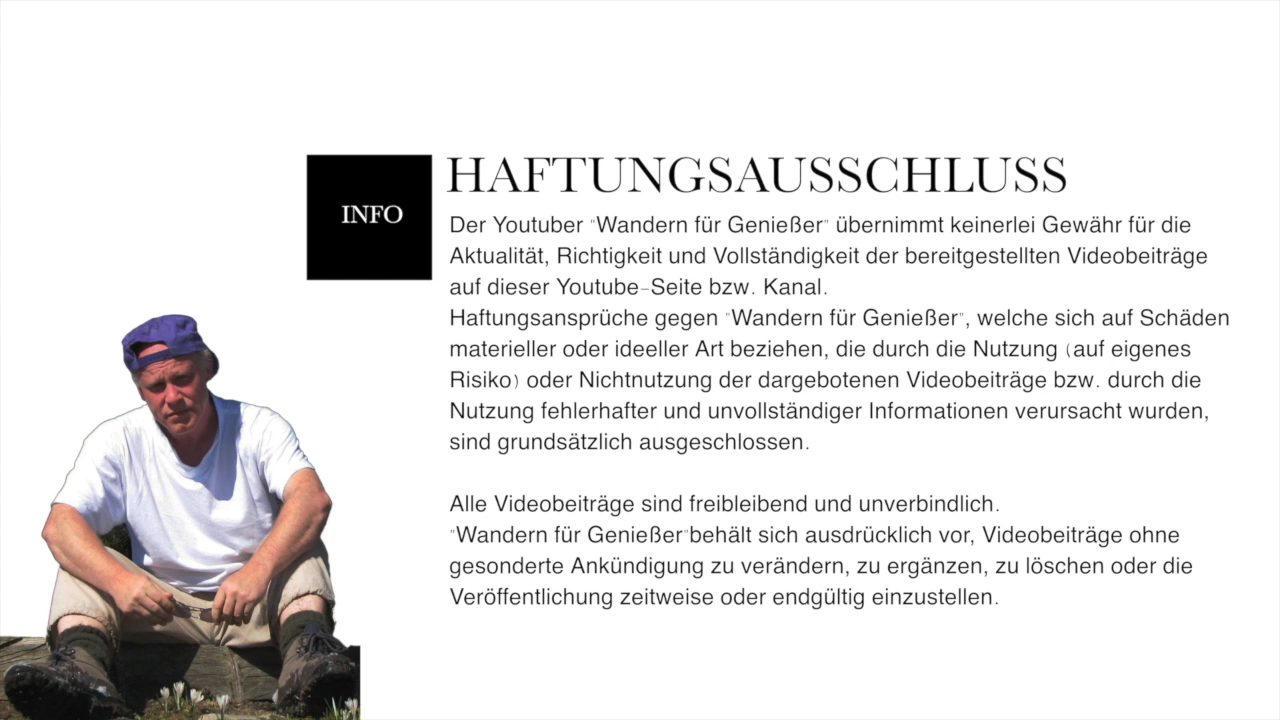 INFO
HAFTUNGSAUSSCHLUSS
Der Youtuber "Wandern für Genießer" übernimmt keinerlei Gewähr für die
Aktualität, Richtigkeit und Vollständigkeit der bereitgestellten Videobeiträge
auf dieser Youtube-Seite bzw. Kanal.
Haftungsansprüche gegen "Wandern für Genießer", welche sich auf Schäden
materieller oder ideeller Art beziehen, die durch die Nutzung (auf eigenes
Risiko) oder Nichtnutzung der dargebotenen Videobeiträge bzw. durch die
Nutzung fehlerhafter und unvollständiger Informationen verursacht wurden,
sind grundsätzlich ausgeschlossen.
Alle Videobeiträge sind freibleibend und unverbindlich.
"Wandern für Genießer"behält sich ausdrücklich vor, Videobeiträge ohne
gesonderte Ankündigung zu verändern, zu ergänzen, zu löschen oder die
Veröffentlichung zeitweise oder endgültig einzustellen.